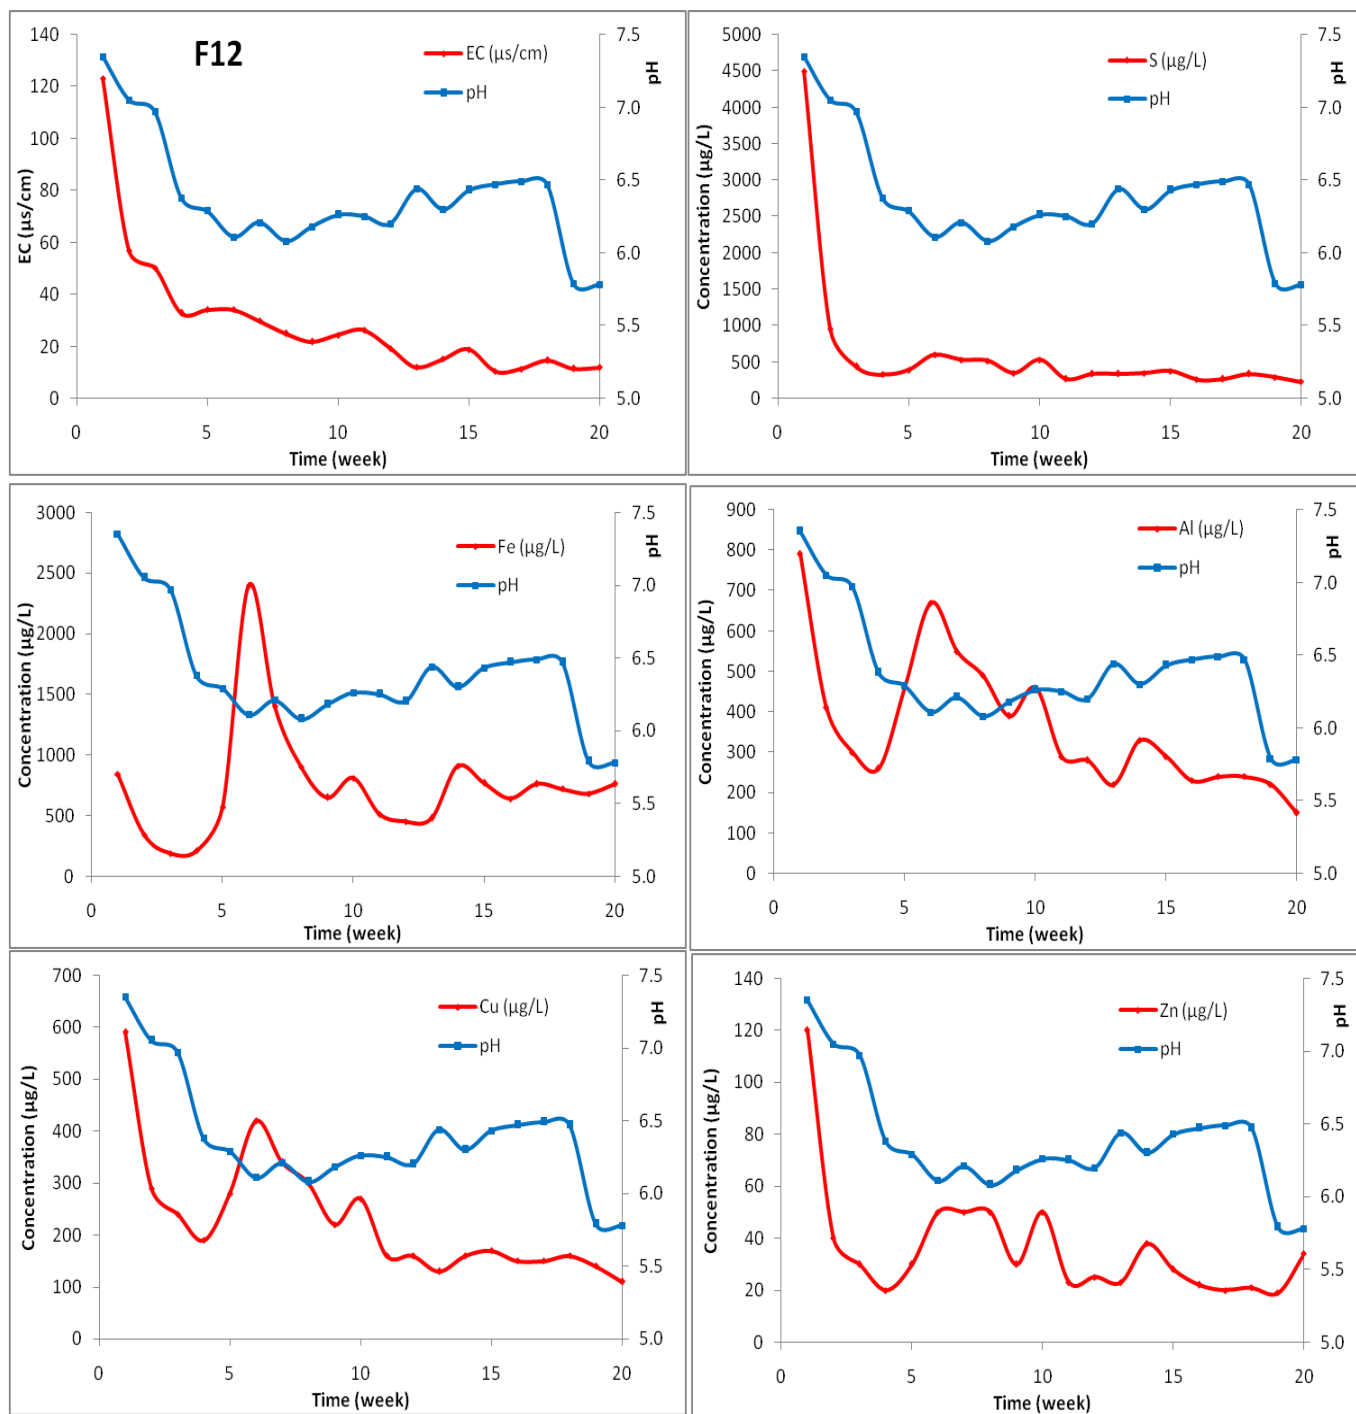 F12
EC (µs/cm)
pH
140
120
100
80
60
40
20
0
7.5
7.0
6.5
6.0
5.5
5.0
0 5 10 15 20
EC (µs/cm)
pH
Time (week)
S (µg/L)
pH
5000
4500
4000
3500
3000
2500
2000
1500
1000
500
0
7.5
7.0
6.5
6.0
5.5
5.0
0 5 10 15 20
Concentration (µg/L)
pH
Time (week)
Fe (µg/L)
pH
3000
2500
2000
1500
1000
500
0
7.5
7.0
6.5
6.0
5.5
5.0
0 5 10 15 20
Concentration (µg/L)
pH
Time (week)
Al (µg/L)
pH
900
800
700
600
500
400
300
200
100
0
7.5
7.0
6.5
6.0
5.5
5.0
0 5 10 15 20
Concentration (µg/L)
pH
Time (week)
Cu (µg/L)
pH
700
600
500
400
300
200
100
0
7.5
7.0
6.5
6.0
5.5
5.0
0 5 10 15 20
Concentration (µg/L)
pH
Time (week)
Zn (µg/L)
pH
140
120
100
80
60
40
20
0
7.5
7.0
6.5
6.0
5.5
5.0
0 5 10 15 20
Concentration (µg/L)
pH
Time (week)